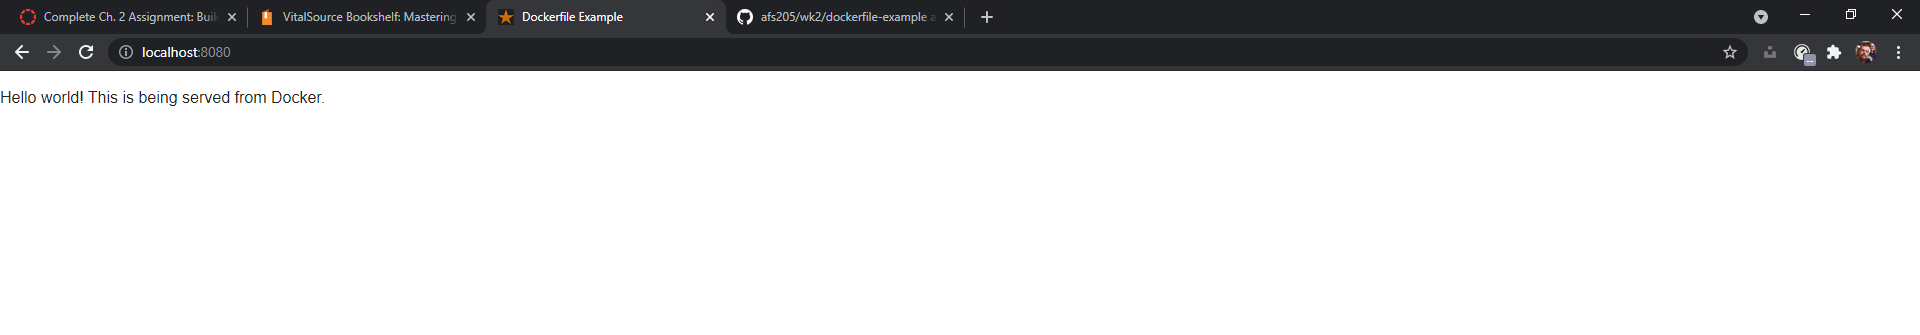 Complete Ch. 2 Assignment: Buil
VitalSource Bookshelf: Mastering
Dockerfile Example
afs205/wk2/dockerfile-example a
localhost:8080
Hello world! This is being served from Docker.